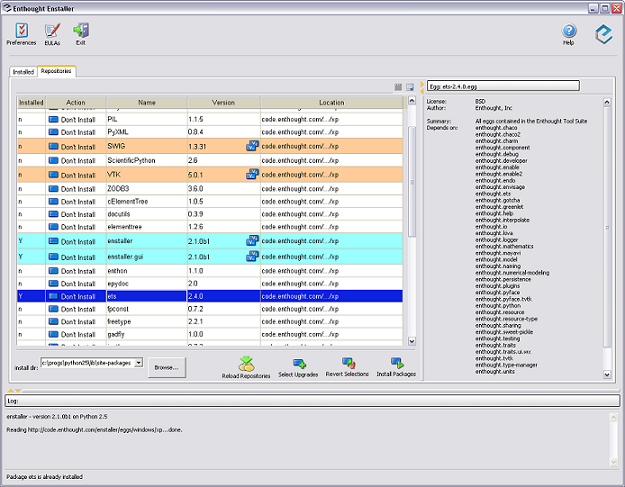 Enthought Enstaller
Preferences
EULAs
Exit
Help
Installed
Repositories
Installed Action Name Version Location
n Don't Install PIL 1.1.5 code.enthought.com/.../xp
n Don't Install PyXML 0.8.4 code.enthought.com/.../xp
n Don't Install SWIG 1.3.31 code.enthought.com/.../xp
n Don't Install ScientificPython 2.6 code.enthought.com/.../xp
n Don't Install VTK 5.0.1 code.enthought.com/.../xp
n Don't Install ZODB3 3.6.0 code.enthought.com/.../xp
n Don't Install cElementTree 1.0.5 code.enthought.com/.../xp
n Don't Install docutils 0.3.9 code.enthought.com/.../xp
n Don't Install elementtree 1.2.6 code.enthought.com/.../xp
Y Don't Install enstaller 2.1.0b1 code.enthought.com/.../xp
Y Don't Install enstaller.gui 2.1.0b1 code.enthought.com/.../xp
n Don't Install enthon 1.1.0 code.enthought.com/.../xp
n Don't Install epydoc 2.0 code.enthought.com/.../xp
Y Don't Install ets 2.4.0 code.enthought.com/.../xp
n Don't Install fpconst 0.7.2 code.enthought.com/.../xp
n Don't Install freetype 2.2.1 code.enthought.com/.../xp
n Don't Install gadfly 1.0.0 code.enthought.com/.../xp
Install dir: c:\progs\python25\lib\site-packages
Browse...
Reload Repositories
Select Upgrades
Revert Selections
Install Packages
Egg: ets-2.4.0.egg
License: BSD
Author: Enthought, Inc
Summary: All eggs contained in the Enthought Tool Suite
Depends on: enthought.chaco
enthought.chaco2
enthought.charm
enthought.component
enthought.debug
enthought.developer
enthought.enable
enthought.enable2
enthought.endo
enthought.envisage
enthought.ets
enthought.gotcha
enthought.greenlet
enthought.help
enthought.interpolate
enthought.io
enthought.kiva
enthought.logger
enthought.mathematics
enthought.mayavi
enthought.model
enthought.naming
enthought.numerical-modeling
enthought.persistence
enthought.plugins
enthought.pyface
enthought.pyface.tvtk
enthought.python
enthought.resource
enthought.resource-type
enthought.sharing
enthought.sweet-pickle
enthought.testing
enthought.traits
enthought.traits.ui.wx
enthought.tvtk
enthought.type-manager
enthought.units
Log:
enstaller - version 2.1.0b1 on Python 2.5
Reading http://code.enthought.com/enstaller/eggs/windows/xp...done.
Package ets is already installed